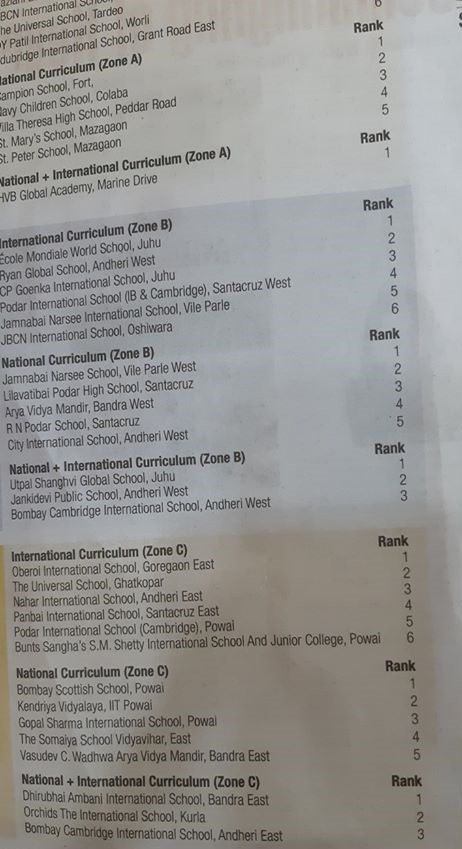 BCN International
he Universal School, Tardeo
Y Patil International School, Worli 6
dubridge International School, Grant Road East
National Curriculum (Zone A) Rank
Campion School, Fort, 1
Navy Children School, Colaba 2
Villa Theresa High School, Peddar Road 3
St. Mary's School, Mazagaon 4
St. Peter School, Mazagaon 5
National + International Curriculum (Zone A) Rank
HVB Global Academy, Marine Drive 1
International Curriculum (Zone B) Rank
École Mondiale World School, Juhu 1
Ryan Global School, Andheri West 2
CP Goenka International School, Juhu 3
Podar International School (IB & Cambridge), Santacruz West 4
Jamnabai Narsee International School, Vile Parle 5
JBCN International School, Oshiwara 6
National Curriculum (Zone B) Rank
Jamnabai Narsee School, Vile Parle West 1
Lilavatibai Podar High School, Santacruz 2
Arya Vidya Mandir, Bandra West 3
R N Podar School, Santacruz 4
City International School, Andheri West 5
National + International Curriculum (Zone B) Rank
Utpal Shanghvi Global School, Juhu 1
Jankidevi Public School, Andheri West 2
Bombay Cambridge International School, Andheri West 3
International Curriculum (Zone C) Rank
Oberoi International School, Goregaon East 1
The Universal School, Ghatkopar 2
Nahar International School, Andheri East 3
Panbai International School, Santacruz East 4
Podar International School (Cambridge), Powai 5
Bunts Sangha's S.M. Shetty International School And Junior College, Powai 6
National Curriculum (Zone C) Rank
Bombay Scottish School, Powai 1
Kendriya Vidyalaya, IIT Powai 2
Gopal Sharma International School, Powai 3
The Somaiya School Vidyavihar, East 4
Vasudev C. Wadhwa Arya Vidya Mandir, Bandra East 5
National + International Curriculum (Zone C) Rank
Dhirubhai Ambani International School, Bandra East 1
Orchids The International School, Kurla 2
Bombay Cambridge International School, Andheri East 3